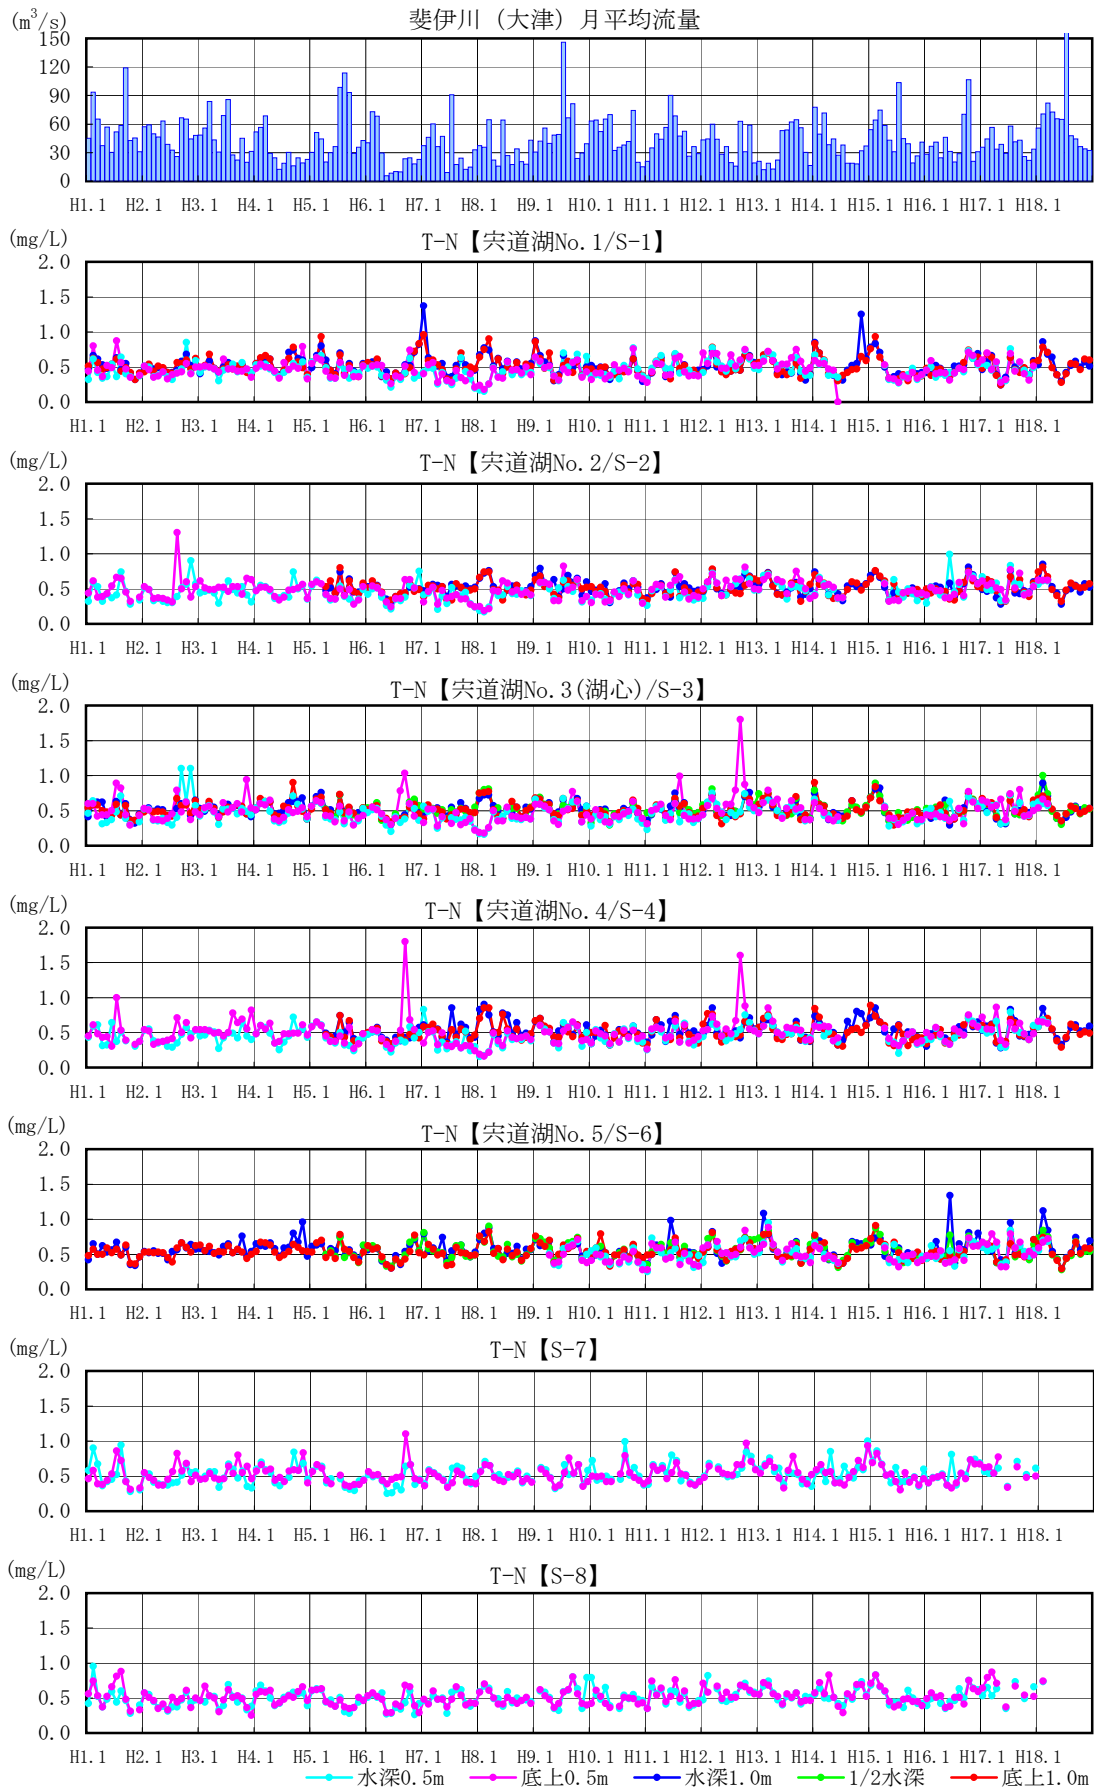 (m³/s) 斐伊川（大津）月平均流量
150
120
90
60
30
0
H1.1 H2.1 H3.1 H4.1 H5.1 H6.1 H7.1 H8.1 H9.1 H10.1 H11.1 H12.1 H13.1 H14.1 H15.1 H16.1 H17.1 H18.1
(mg/L) T-N【宍道湖No.1/S-1】
2.0
1.5
1.0
0.5
0.0
H1.1 H2.1 H3.1 H4.1 H5.1 H6.1 H7.1 H8.1 H9.1 H10.1 H11.1 H12.1 H13.1 H14.1 H15.1 H16.1 H17.1 H18.1
(mg/L) T-N【宍道湖No.2/S-2】
2.0
1.5
1.0
0.5
0.0
H1.1 H2.1 H3.1 H4.1 H5.1 H6.1 H7.1 H8.1 H9.1 H10.1 H11.1 H12.1 H13.1 H14.1 H15.1 H16.1 H17.1 H18.1
(mg/L) T-N【宍道湖No.3(湖心)/S-3】
2.0
1.5
1.0
0.5
0.0
H1.1 H2.1 H3.1 H4.1 H5.1 H6.1 H7.1 H8.1 H9.1 H10.1 H11.1 H12.1 H13.1 H14.1 H15.1 H16.1 H17.1 H18.1
(mg/L) T-N【宍道湖No.4/S-4】
2.0
1.5
1.0
0.5
0.0
H1.1 H2.1 H3.1 H4.1 H5.1 H6.1 H7.1 H8.1 H9.1 H10.1 H11.1 H12.1 H13.1 H14.1 H15.1 H16.1 H17.1 H18.1
(mg/L) T-N【宍道湖No.5/S-6】
2.0
1.5
1.0
0.5
0.0
H1.1 H2.1 H3.1 H4.1 H5.1 H6.1 H7.1 H8.1 H9.1 H10.1 H11.1 H12.1 H13.1 H14.1 H15.1 H16.1 H17.1 H18.1
(mg/L) T-N【S-7】
2.0
1.5
1.0
0.5
0.0
H1.1 H2.1 H3.1 H4.1 H5.1 H6.1 H7.1 H8.1 H9.1 H10.1 H11.1 H12.1 H13.1 H14.1 H15.1 H16.1 H17.1 H18.1
(mg/L) T-N【S-8】
2.0
1.5
1.0
0.5
0.0
H1.1 H2.1 H3.1 H4.1 H5.1 H6.1 H7.1 H8.1 H9.1 H10.1 H11.1 H12.1 H13.1 H14.1 H15.1 H16.1 H17.1 H18.1
水深0.5m 底上0.5m 水深1.0m 1/2水深 底上1.0m